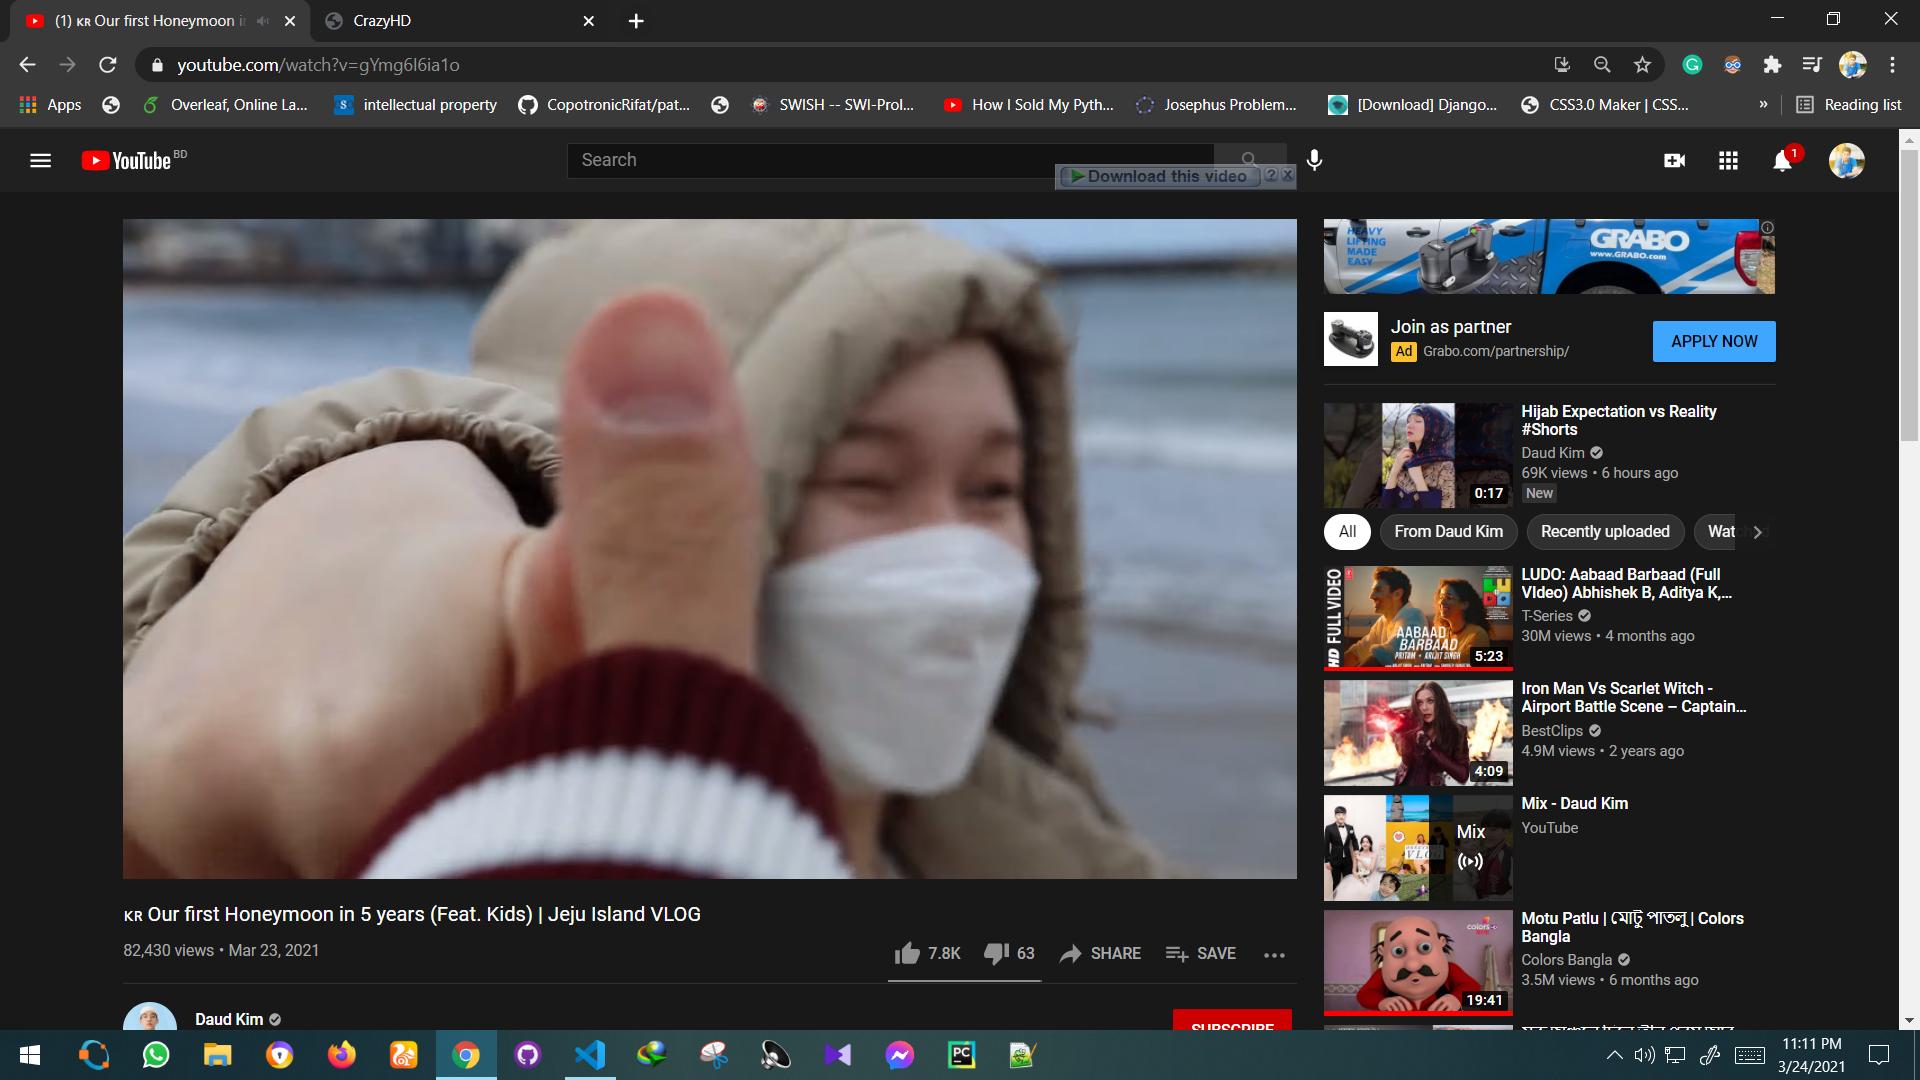 (1) ᴋʀ Our first Honeymoon i
CrazyHD
youtube.com/watch?v=gYmg6I6ia1o
Apps
Overleaf, Online La...
intellectual property
CopotronicRifat/pat...
SWISH -- SWI-Prol...
How I Sold My Pyth...
Josephus Problem...
[Download] Django...
CSS3.0 Maker | CSS...
»
Reading list
YouTube BD
Search
Download this video ? X
1
HEAVY
LIFTING
MADE
EASY
GRABO
www.GRABO.com
Join as partner
Ad Grabo.com/partnership/
APPLY NOW
Hijab Expectation vs Reality
#Shorts
Daud Kim
69K views • 6 hours ago
New
0:17
All
From Daud Kim
Recently uploaded
HD FULL VIDEO
AABAAD
BARBAAD
PRITAM • ARIJIT SINGH
5:23
LUDO: Aabaad Barbaad (Full
VIdeo) Abhishek B, Aditya K,...
T-Series
30M views • 4 months ago
4:09
Iron Man Vs Scarlet Witch -
Airport Battle Scene – Captain...
BestClips
4.9M views • 2 years ago
Mix
Mix - Daud Kim
YouTube
colors
19:41
Motu Patlu | মোটু পাতলু | Colors
Bangla
Colors Bangla
3.5M views • 6 months ago
ᴋʀ Our first Honeymoon in 5 years (Feat. Kids) | Jeju Island VLOG
82,430 views • Mar 23, 2021
7.8K
63
SHARE
SAVE
Daud Kim
SUBSCRIBE
PC
11:11 PM
3/24/2021